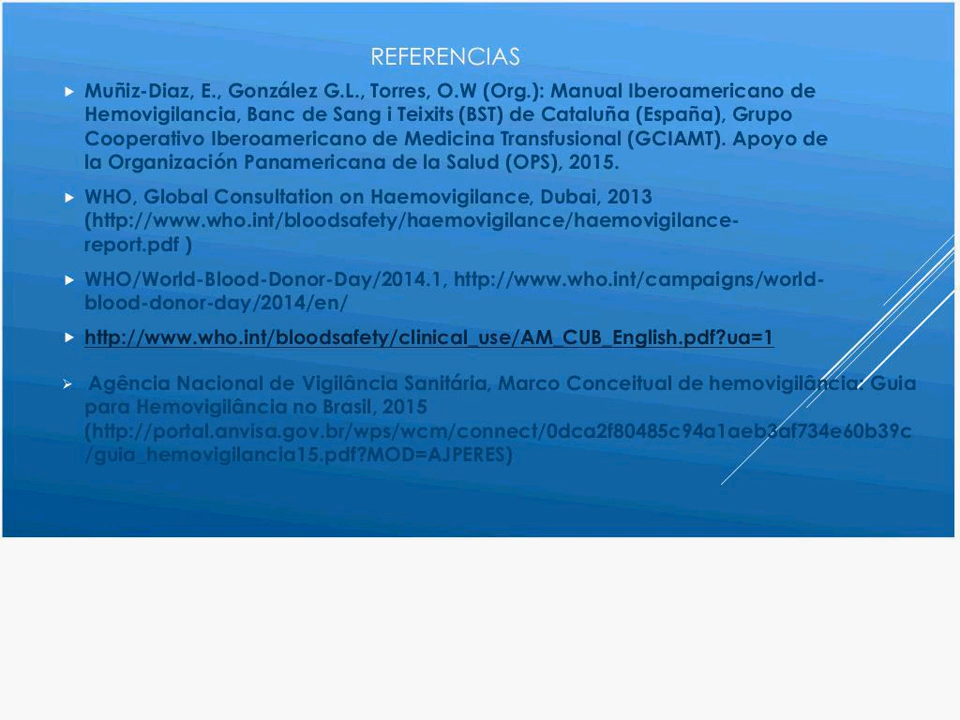 REFERENCIAS
Muñiz-Diaz, E., González G.L., Torres, O.W (Org.): Manual Iberoamericano de
Hemovigilancia, Banc de Sang i Teixits (BST) de Cataluña (España), Grupo
Cooperativo Iberoamericano de Medicina Transfusional (GCIAMT). Apoyo de
la Organización Panamericana de la Salud (OPS), 2015.
WHO, Global Consultation on Haemovigilance, Dubai, 2013
(http://www.who.int/bloodsafety/haemovigilance/haemovigilance-
report.pdf )
WHO/World-Blood-Donor-Day/2014.1, http://www.who.int/campaigns/world-
blood-donor-day/2014/en/
http://www.who.int/bloodsafety/clinical_use/AM_CUB_English.pdf?ua=1
Agência Nacional de Vigilância Sanitária, Marco Conceitual de hemovigilância: Guia
para Hemovigilância no Brasil, 2015
(http://portal.anvisa.gov.br/wps/wcm/connect/0dca2f80485c94a1aeb3af734e60b39c
/guia_hemovigilancia15.pdf?MOD=AJPERES)